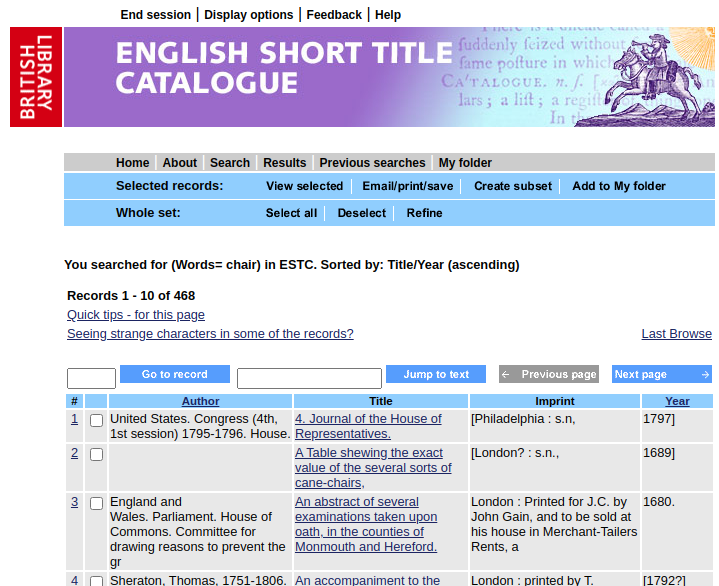 End session | Display options | Feedback | Help
BRITISH LIBRARY
ENGLISH SHORT TITLE
CATALOGUE
There is
suddenly seized without
same posture in which
CA'TALOGUE. n. s. [
lars; a list; a regist
In the
Home | About | Search | Results | Previous searches | My folder
Selected records: View selected | Email/print/save | Create subset | Add to My folder
Whole set: Select all | Deselect | Refine
You searched for (Words= chair) in ESTC. Sorted by: Title/Year (ascending)
Records 1 - 10 of 468
Quick tips - for this page
Seeing strange characters in some of the records? Last Browse
Go to record Jump to text ← Previous page Next page →
# Author Title Imprint Year
1 United States. Congress (4th, 4. Journal of the House of [Philadelphia : s.n, 1797]
1st session) 1795-1796. House. Representatives.
2 A Table shewing the exact [London? : s.n., 1689]
value of the several sorts of
cane-chairs,
3 England and An abstract of several London : Printed for J.C. by 1680.
Wales. Parliament. House of examinations taken upon John Gain, and to be sold at
Commons. Committee for oath, in the counties of his house in Merchant-Tailers
drawing reasons to prevent the Monmouth and Hereford. Rents, a
gr
4 Sheraton, Thomas, 1751-1806. An accompaniment to the London : printed by T. [1792?]